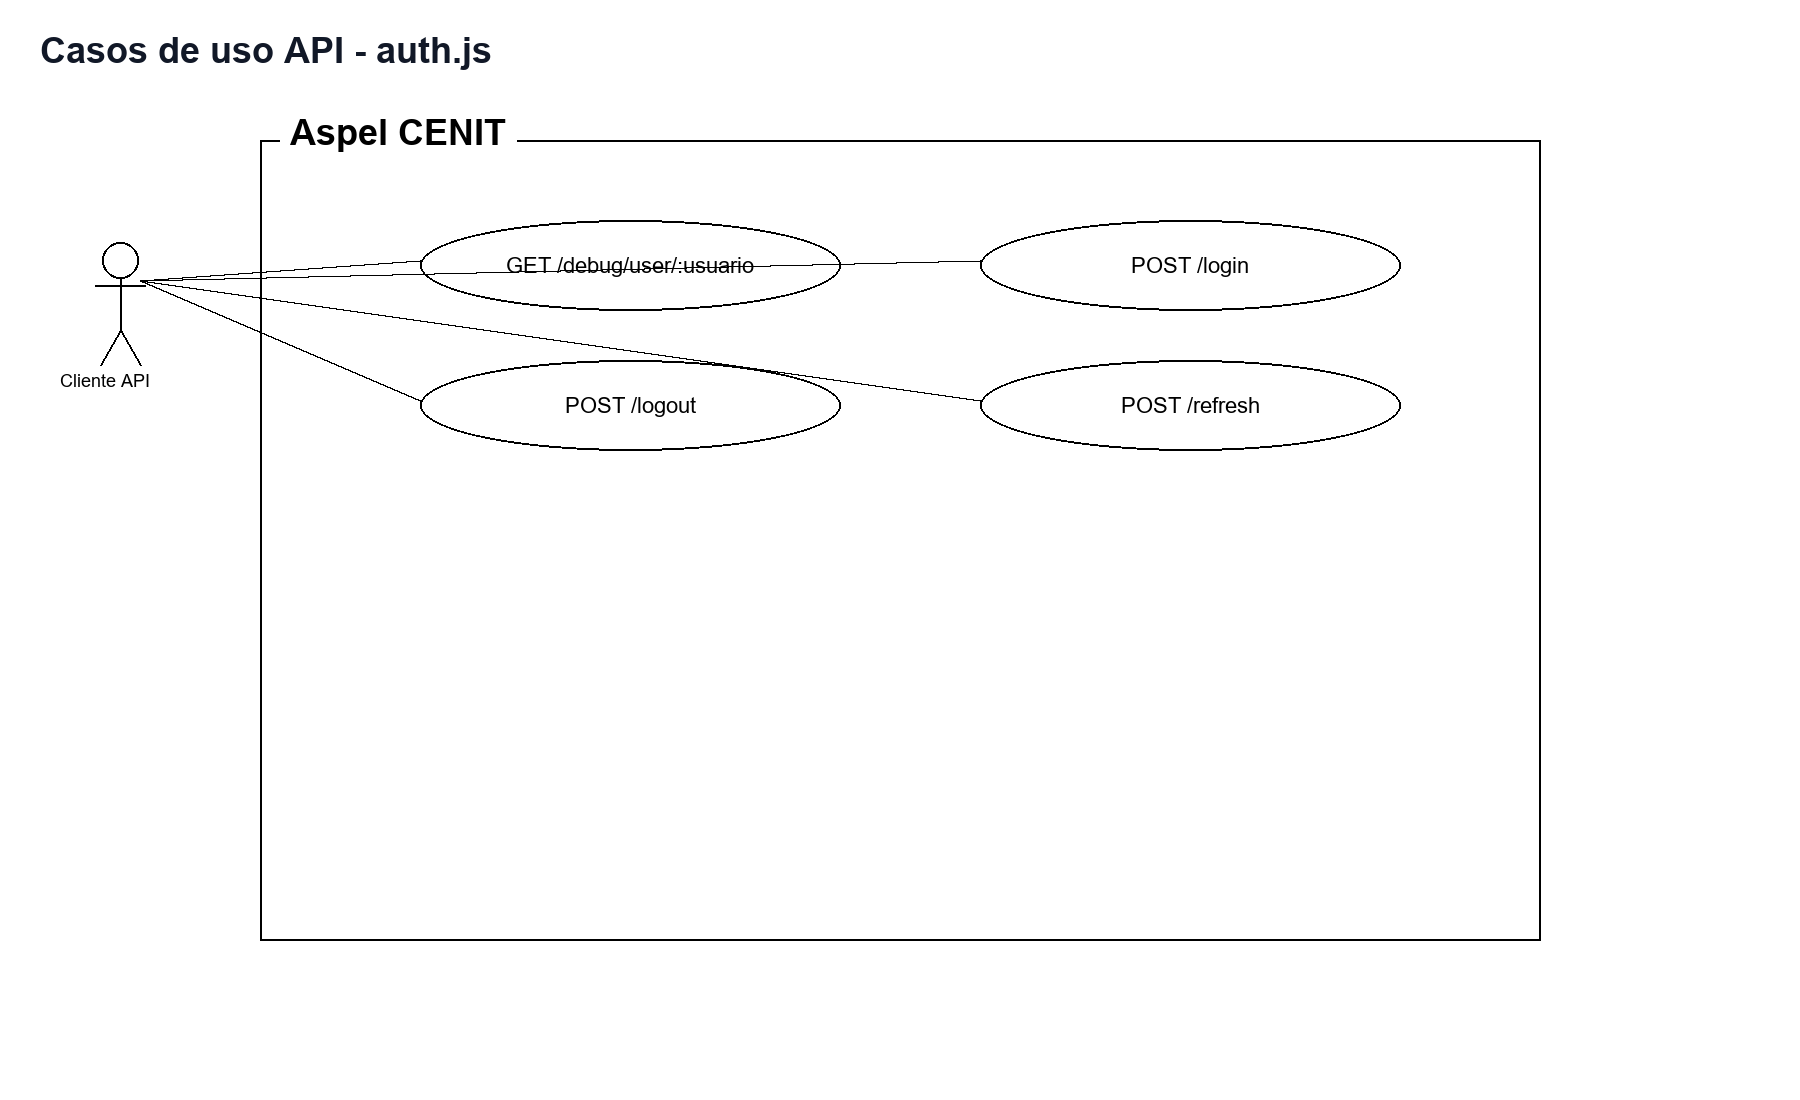 Casos de uso API - auth.js
Aspel CENIT
GET /debug/user/:usuario
POST /login
Cliente API
POST /logout
POST /refresh